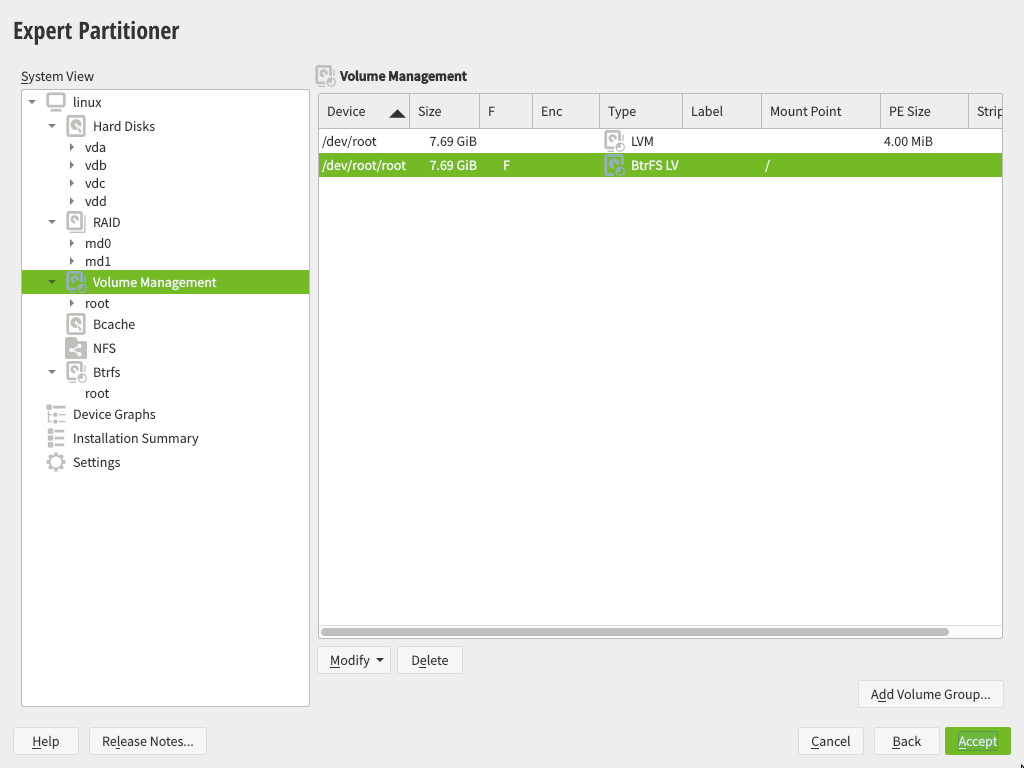 Expert Partitioner
System View
linux
Hard Disks
vda
vdb
vdc
vdd
RAID
md0
md1
Volume Management
root
Bcache
NFS
Btrfs
root
Device Graphs
Installation Summary
Settings
Volume Management
Device Size F Enc Type Label Mount Point PE Size Strip
/dev/root 7.69 GiB LVM 4.00 MiB
/dev/root/root 7.69 GiB F BtrFS LV /
Modify Delete
Add Volume Group...
Help Release Notes... Cancel Back Accept